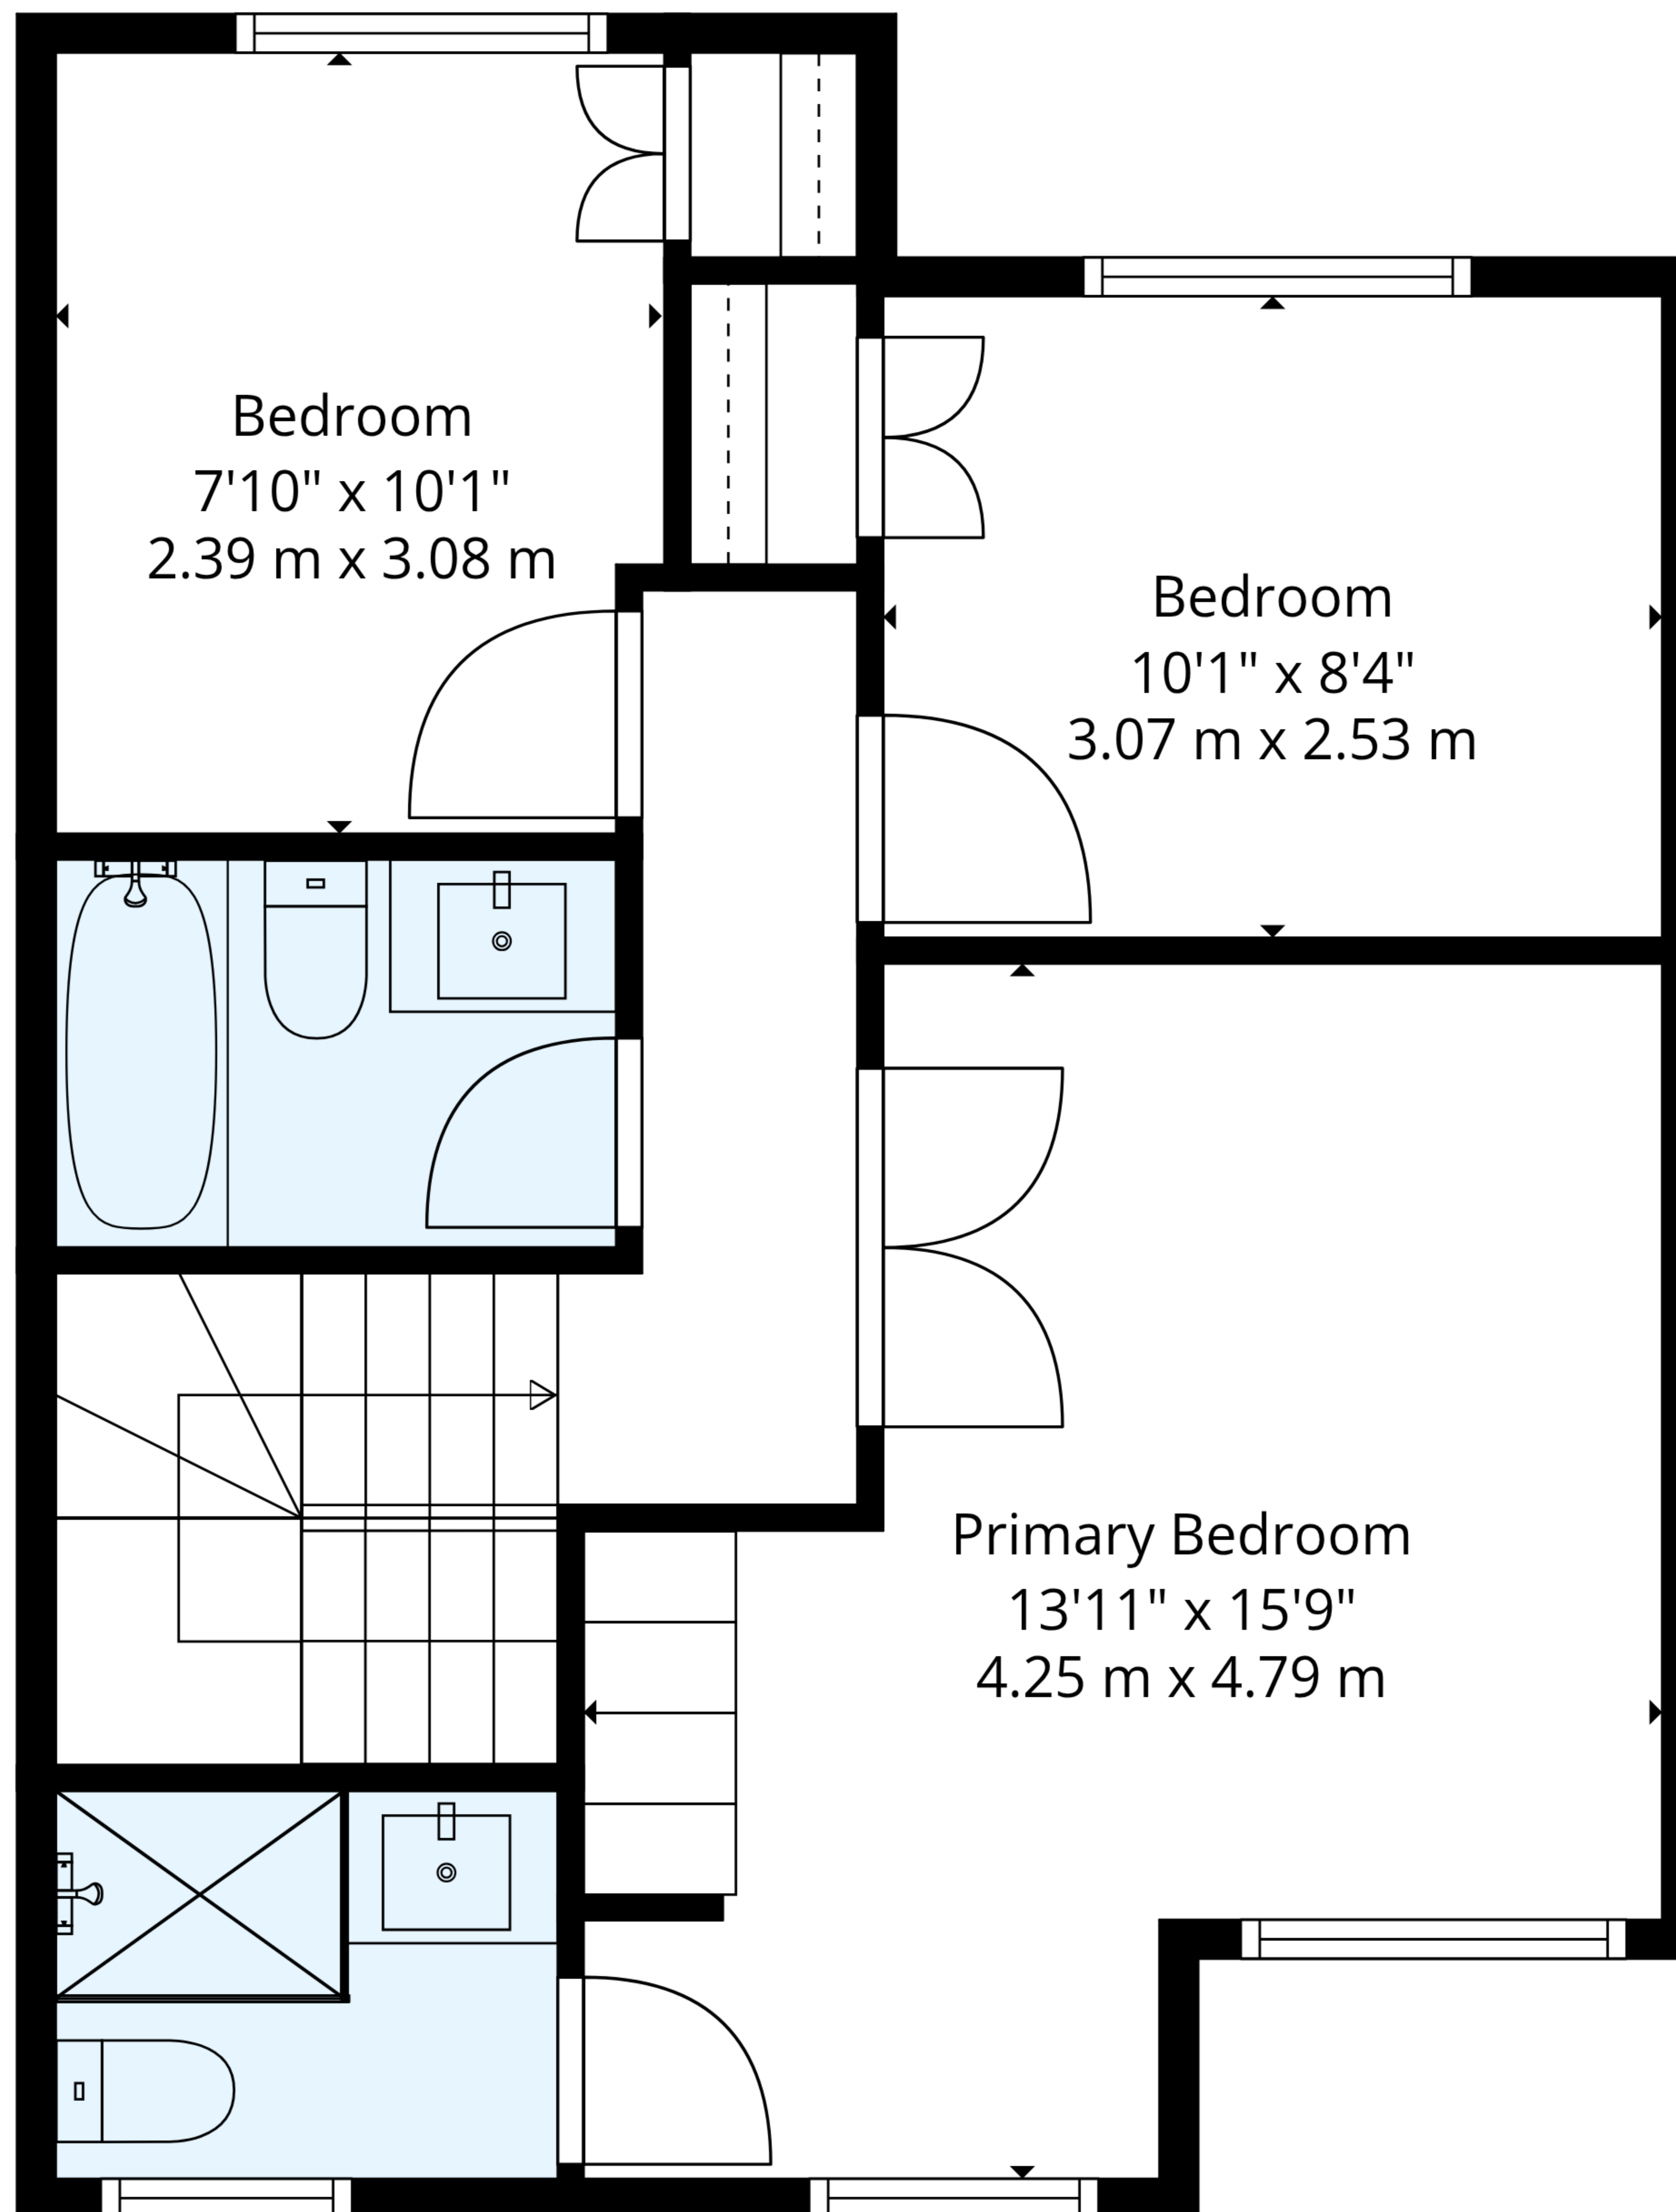 Bedroom
7'10" x 10'1"
2.39 m x 3.08 m
Bedroom
10'1" x 8'4"
3.07 m x 2.53 m
Primary Bedroom
13'11" x 15'9"
4.25 m x 4.79 m